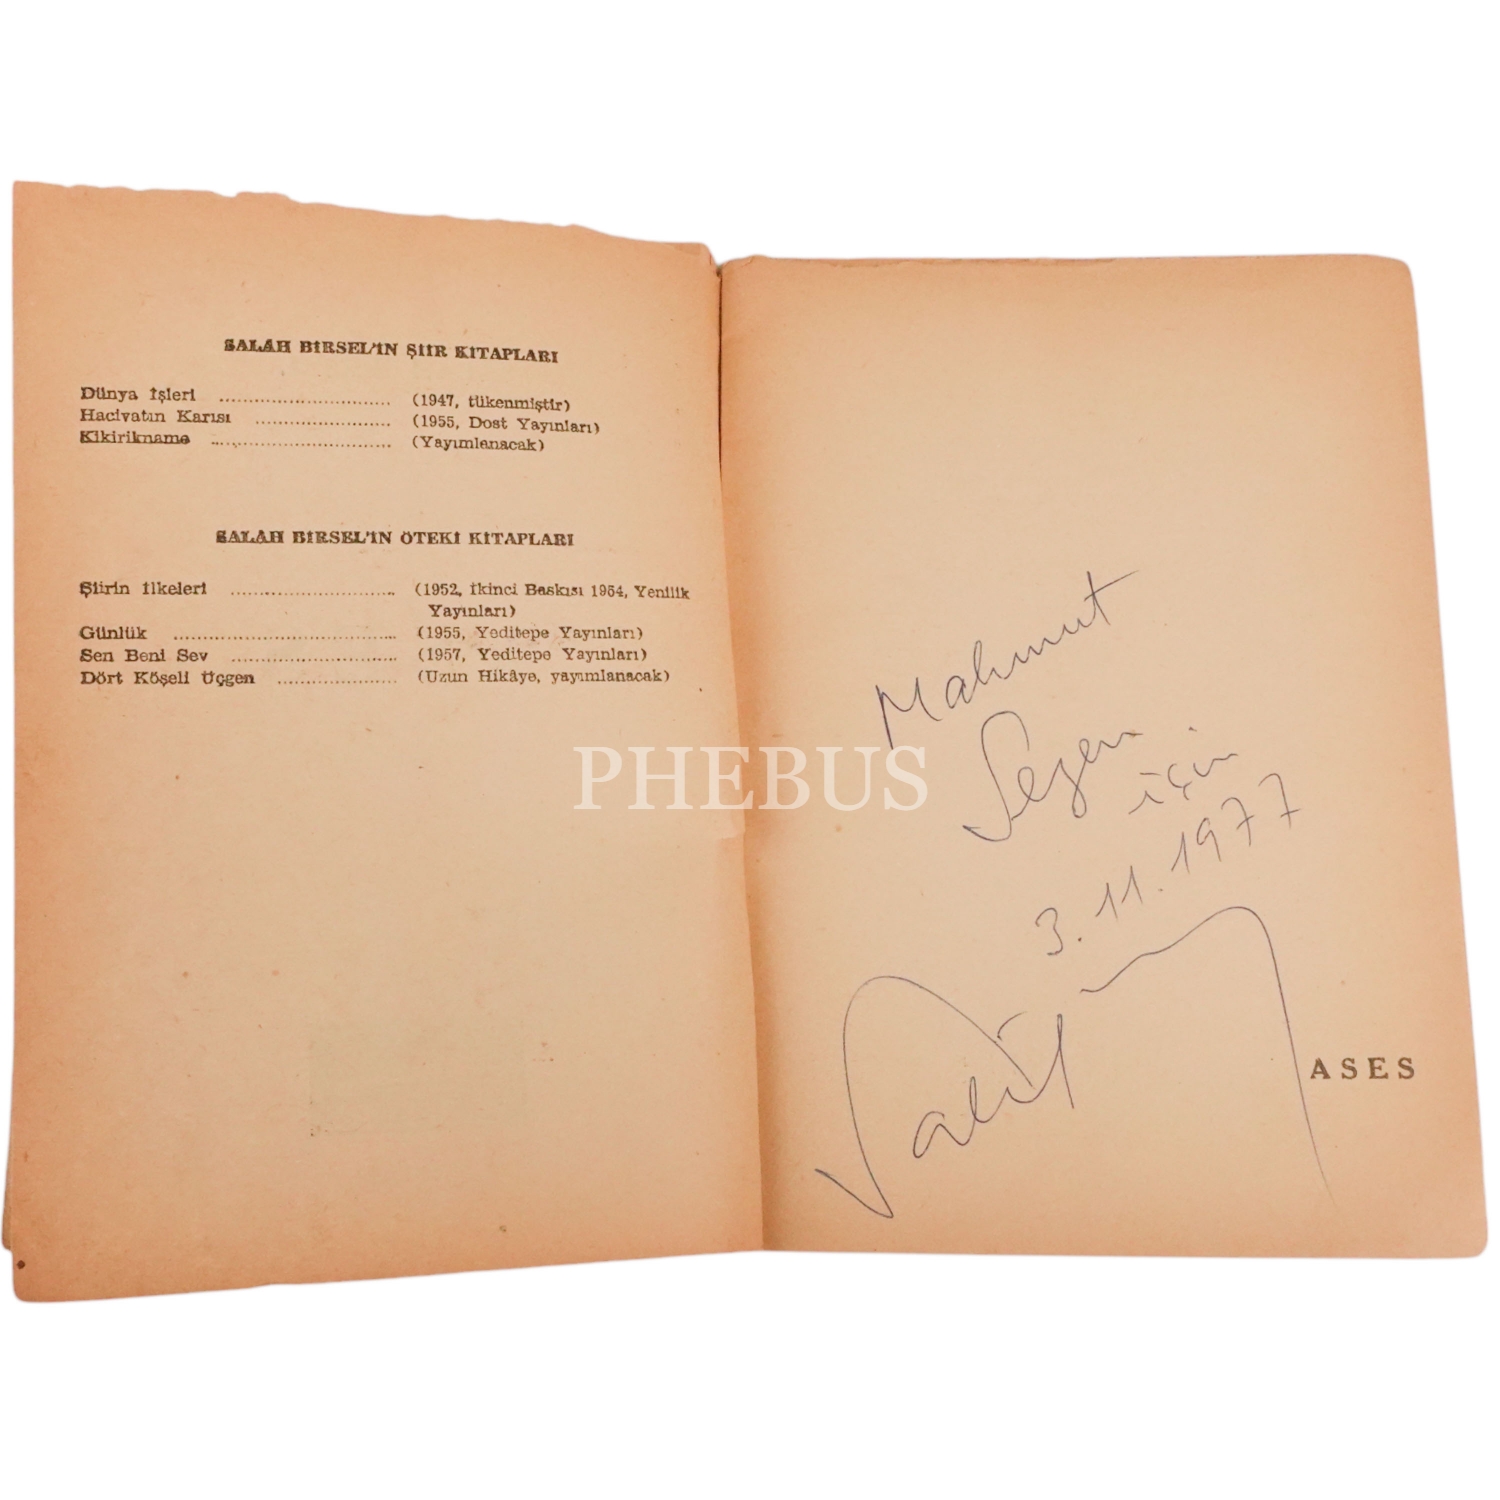 SALÂH BİRSEL'İN ŞİİR KİTAPLARI
Dünya İşleri .............................. (1947, tükenmiştir)
Hacivatın Karısı ........................ (1955, Dost Yayınları)
Kikirikname ................................ (Yayımlanacak)
SALÂH BİRSEL'İN ÖTEKİ KİTAPLARI
Şiirin İlkeleri ............................. (1952, İkinci Baskısı 1954, Yenilik
Yayınları)
Günlük ....................................... (1955, Yeditepe Yayınları)
Sen Beni Sev ............................. (1957, Yeditepe Yayınları)
Dört Köşeli Üçgen ..................... (Uzun Hikâye, yayımlanacak)
PHEBUS
Mahmut
Sezen
için
3.11.1977
ASES